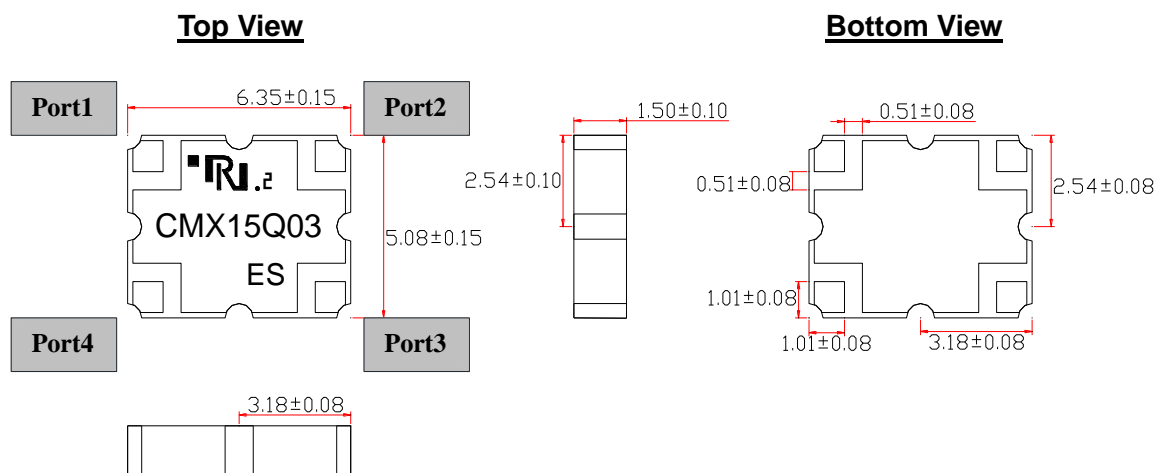 Top View
Bottom View
Port1
6.35±0.15
Port2
1.50±0.10
0.51±0.08
TRI.2
2.54±0.10
0.51±0.08
2.54±0.08
CMX15Q03
5.08±0.15
ES
1.01±0.08
Port4
Port3
1.01±0.08
3.18±0.08
3.18±0.08